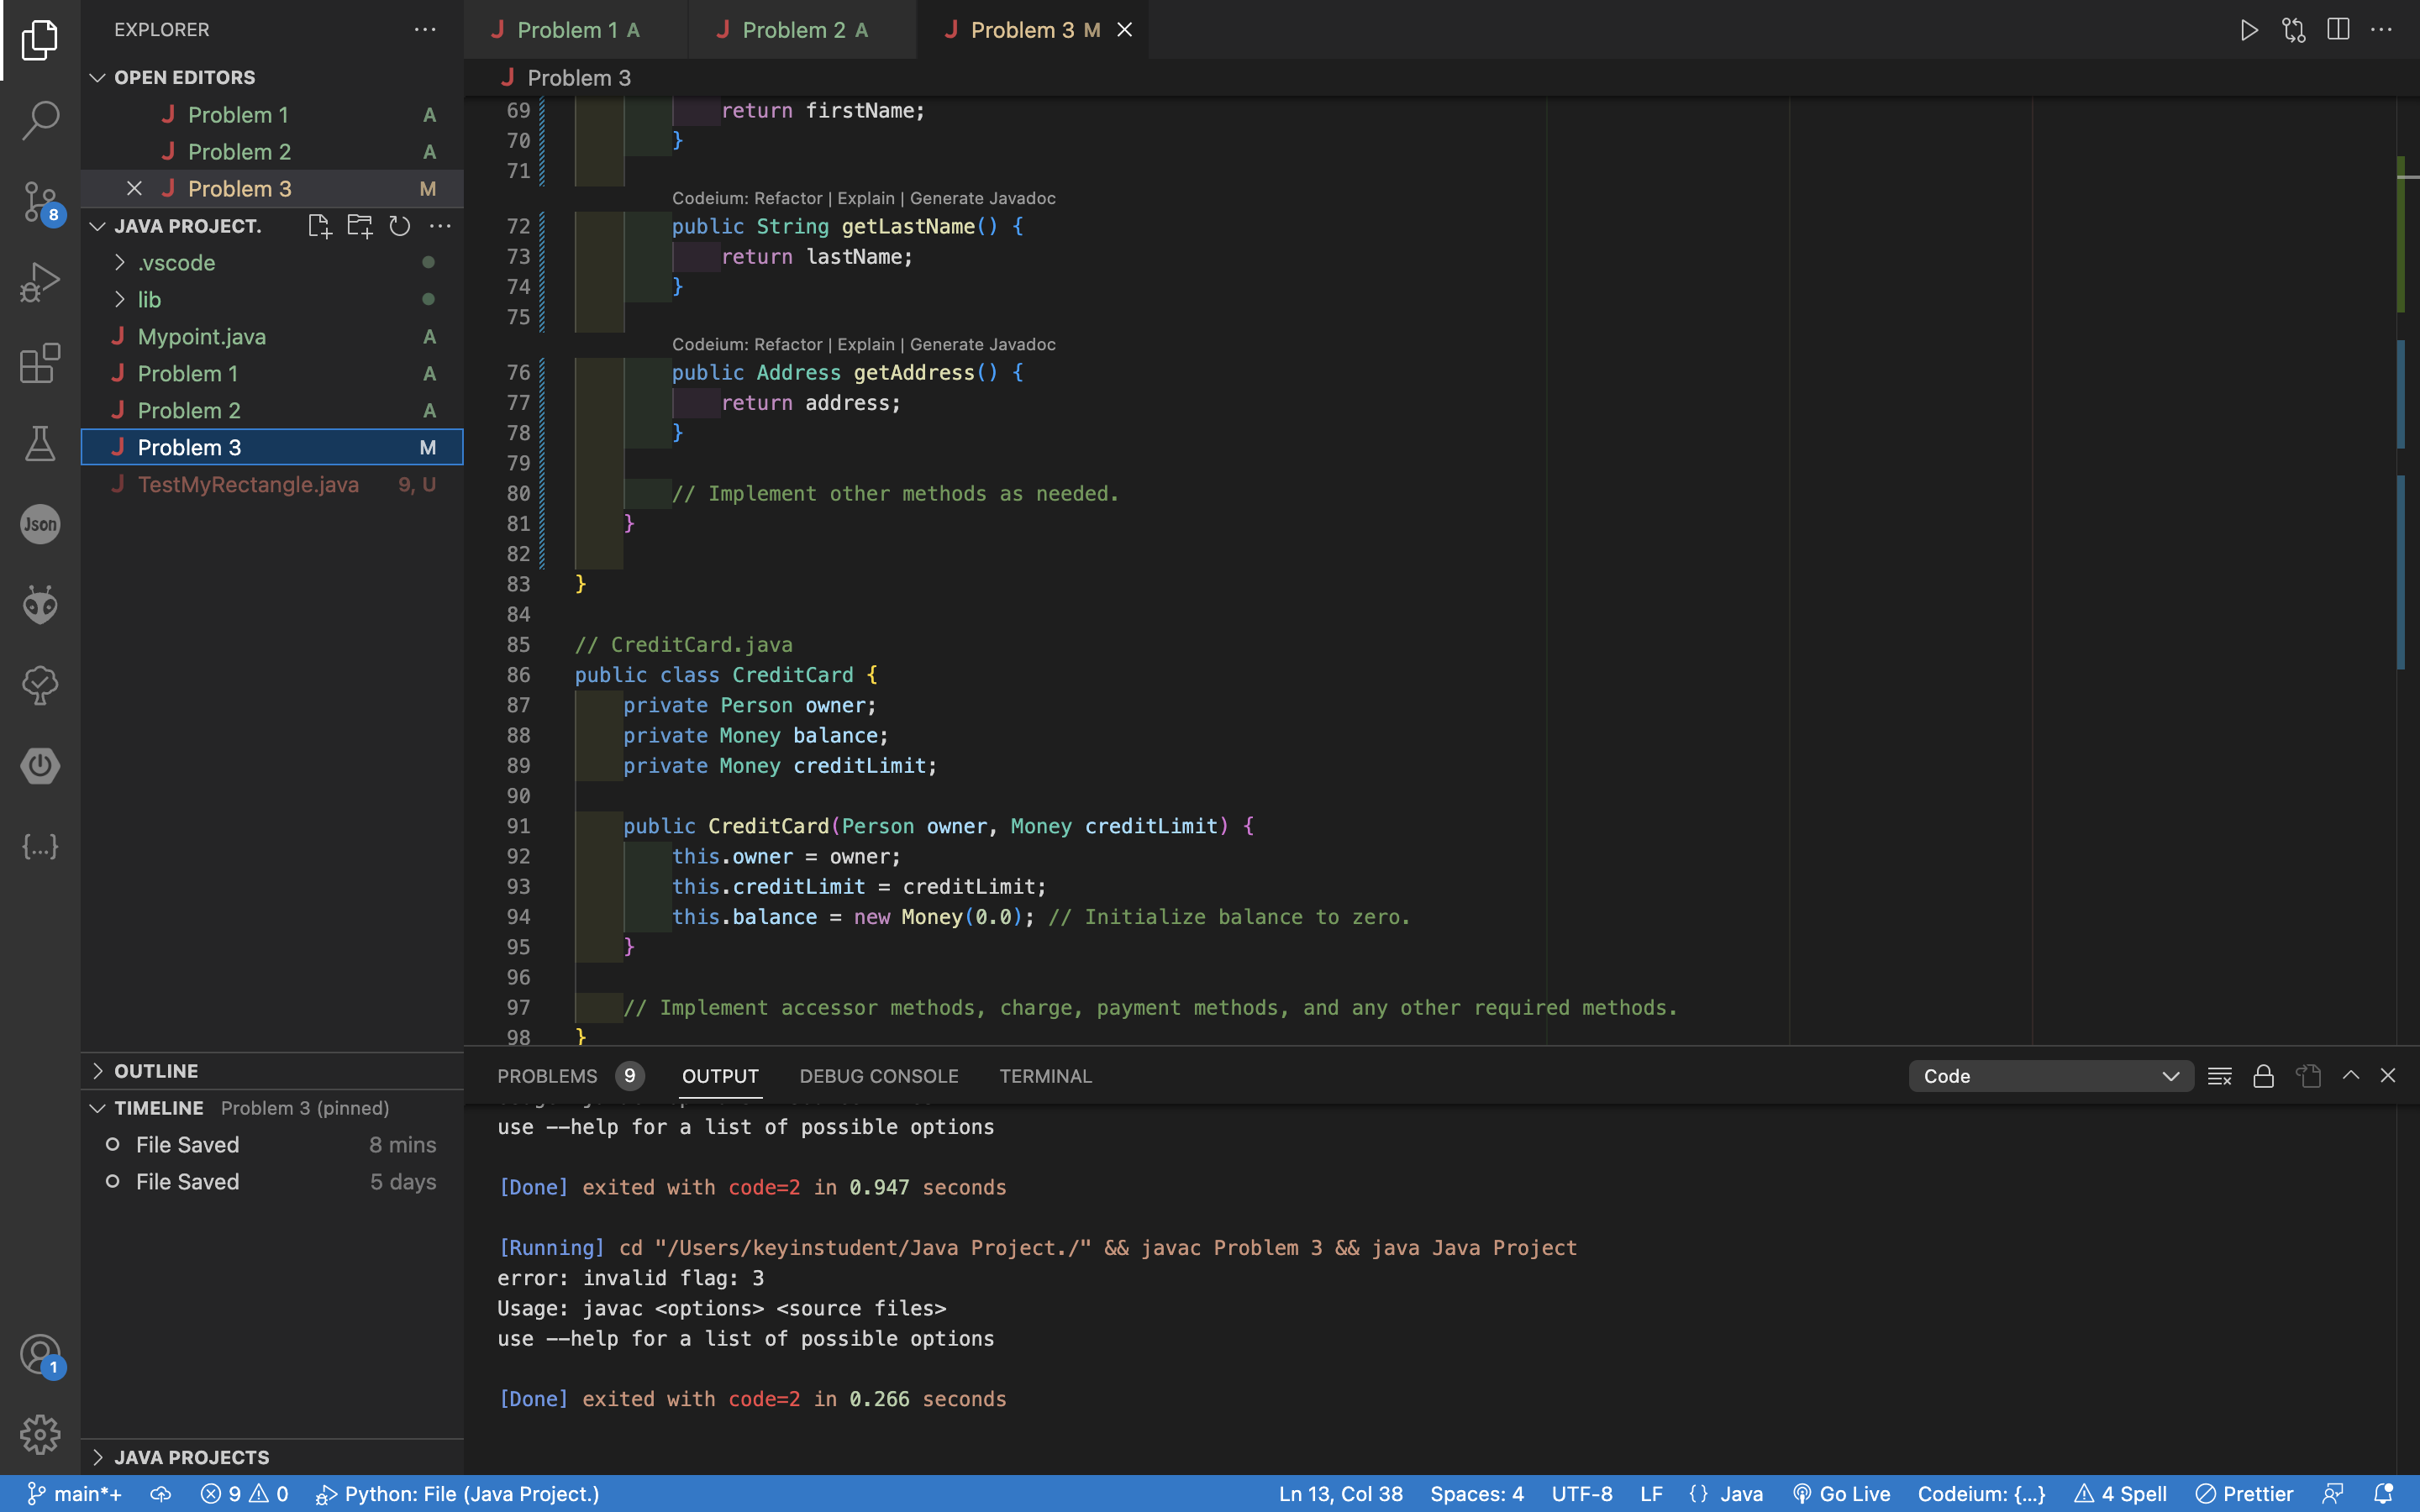 EXPLORER
OPEN EDITORS
Problem 1 A
Problem 2 A
Problem 3 M
JAVA PROJECT.
.vscode
lib
Mypoint.java A
Problem 1 A
Problem 2 A
Problem 3 M
TestMyRectangle.java 9, U
OUTLINE
TIMELINE Problem 3 (pinned)
File Saved 8 mins
File Saved 5 days
JAVA PROJECTS
8
Json
1
Problem 1 A
Problem 2 A
Problem 3 M
Problem 3
69 return firstName;
70 }
71
Codeium: Refactor | Explain | Generate Javadoc
72 public String getLastName() {
73 return lastName;
74 }
75
Codeium: Refactor | Explain | Generate Javadoc
76 public Address getAddress() {
77 return address;
78 }
79
80 // Implement other methods as needed.
81 }
82
83 }
84
85 // CreditCard.java
86 public class CreditCard {
87 private Person owner;
88 private Money balance;
89 private Money creditLimit;
90
91 public CreditCard(Person owner, Money creditLimit) {
92 this.owner = owner;
93 this.creditLimit = creditLimit;
94 this.balance = new Money(0.0); // Initialize balance to zero.
95 }
96
97 // Implement accessor methods, charge, payment methods, and any other required methods.
98 }
PROBLEMS 9 OUTPUT DEBUG CONSOLE TERMINAL
Code
use --help for a list of possible options
[Done] exited with code=2 in 0.947 seconds
[Running] cd "/Users/keyinstudent/Java Project./" && javac Problem 3 && java Java Project
error: invalid flag: 3
Usage: javac <options> <source files>
use --help for a list of possible options
[Done] exited with code=2 in 0.266 seconds
main*+ 9 0 Python: File (Java Project.) Ln 13, Col 38 Spaces: 4 UTF-8 LF {} Java Go Live Codeium: {...} 4 Spell Prettier